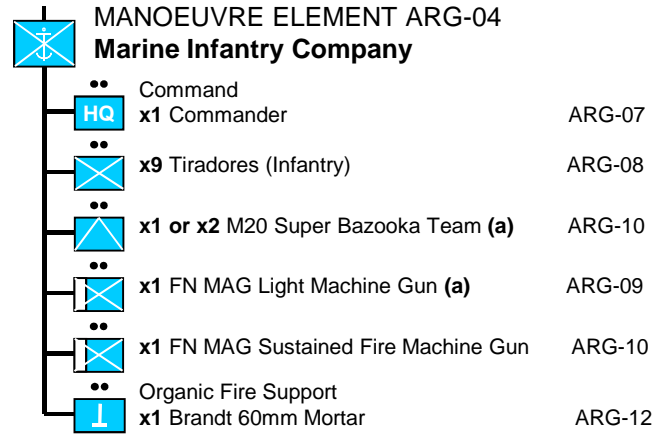 MANOEUVRE ELEMENT ARG-04
Marine Infantry Company
Command
HQ x1 Commander ARG-07
x9 Tiradores (Infantry) ARG-08
x1 or x2 M20 Super Bazooka Team (a) ARG-10
x1 FN MAG Light Machine Gun (a) ARG-09
x1 FN MAG Sustained Fire Machine Gun ARG-10
Organic Fire Support
x1 Brandt 60mm Mortar ARG-12